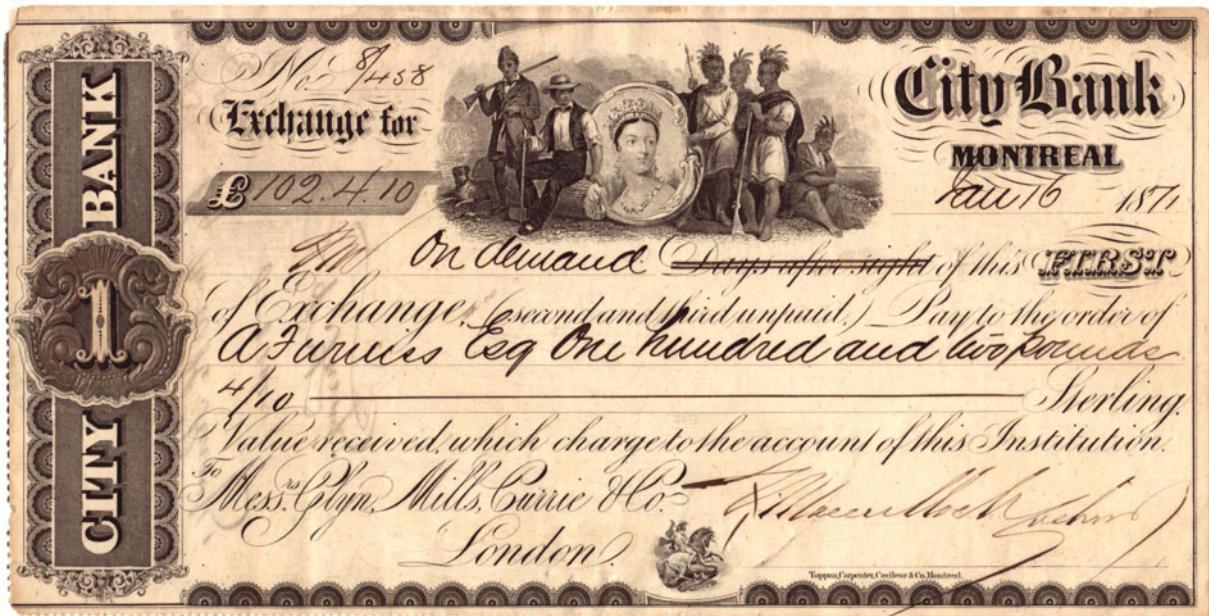 CITY BANK
1
No. 8/458
Exchange for
£ 102.4.10
City Bank
MONTREAL
Jan 16 1871
On demand Days after sight of this FIRST
of Exchange, (second and third unpaid.) Pay to the order of
A Furniss Esq One hundred and two pounds
4/10 Sterling.
Value received, which charge to the account of this Institution.
To
Messrs. Glyn, Mills, Currie & Co.
London.
Toppan, Carpenter, Casilear & Co. Montreal.